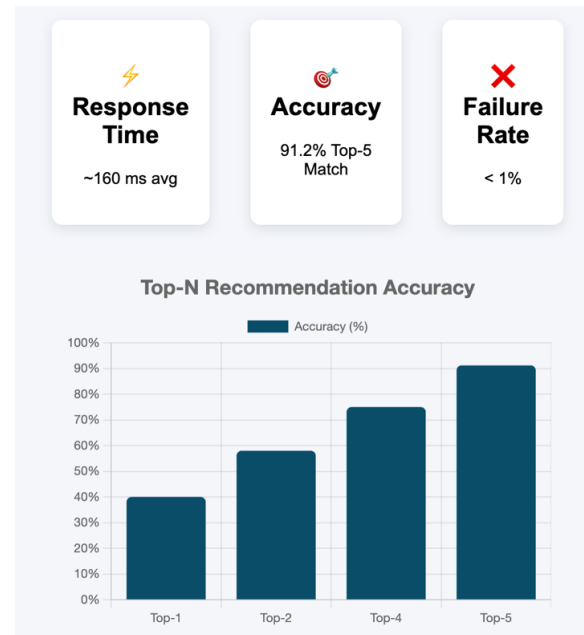 ⚡
Response
Time
~160 ms avg
🎯
Accuracy
91.2% Top-5
Match
❌
Failure
Rate
< 1%
Top-N Recommendation Accuracy
Accuracy (%)
100%
90%
80%
70%
60%
50%
40%
30%
20%
10%
0%
Top-1
Top-2
Top-4
Top-5